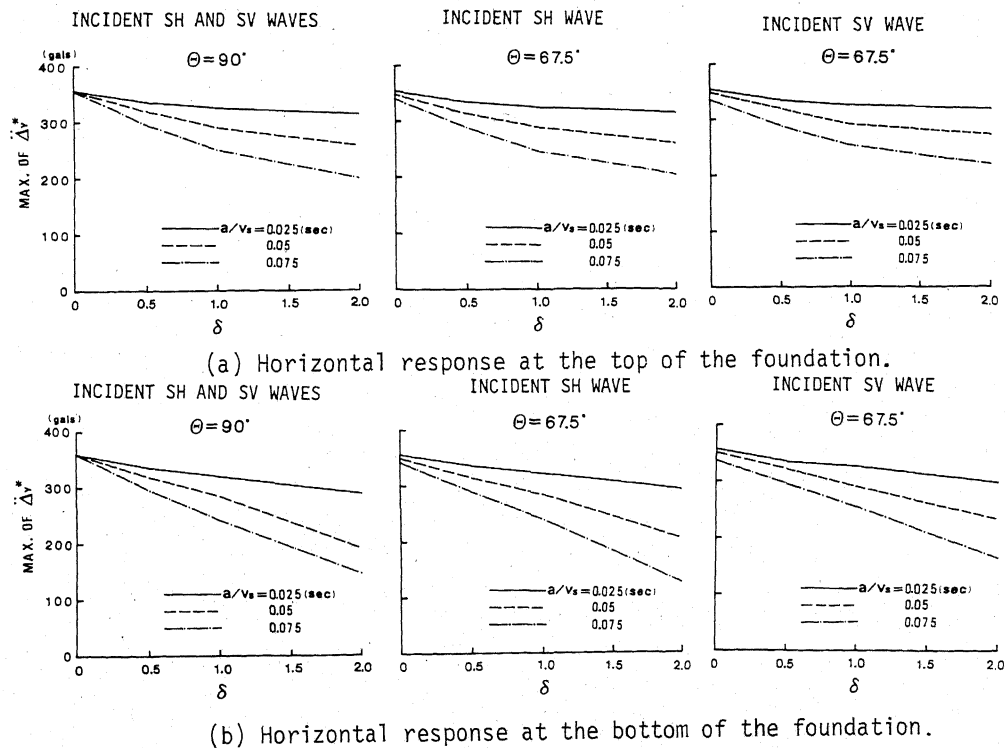 INCIDENT SH AND SV WAVES
INCIDENT SH WAVE
INCIDENT SV WAVE
Θ=90°
Θ=67.5°
Θ=67.5°
(gals)
400
300
200
100
0
MAX. OF Δ̈y*
a/vs=0.025(sec)
0.05
0.075
a/vs=0.025(sec)
0.05
0.075
a/vs=0.025(sec)
0.05
0.075
0 0.5 1.0 1.5 2.0
0 0.5 1.0 1.5 2.0
0 0.5 1.0 1.5 2.0
δ
δ
δ
(a) Horizontal response at the top of the foundation.
INCIDENT SH AND SV WAVES
INCIDENT SH WAVE
INCIDENT SV WAVE
Θ=90°
Θ=67.5°
Θ=67.5°
(gals)
400
300
200
100
0
MAX. OF Δ̈y*
a/vs=0.025(sec)
0.05
0.075
a/vs=0.025(sec)
0.05
0.075
a/vs=0.025(sec)
0.05
0.075
0 0.5 1.0 1.5 2.0
0 0.5 1.0 1.5 2.0
0 0.5 1.0 1.5 2.0
δ
δ
δ
(b) Horizontal response at the bottom of the foundation.